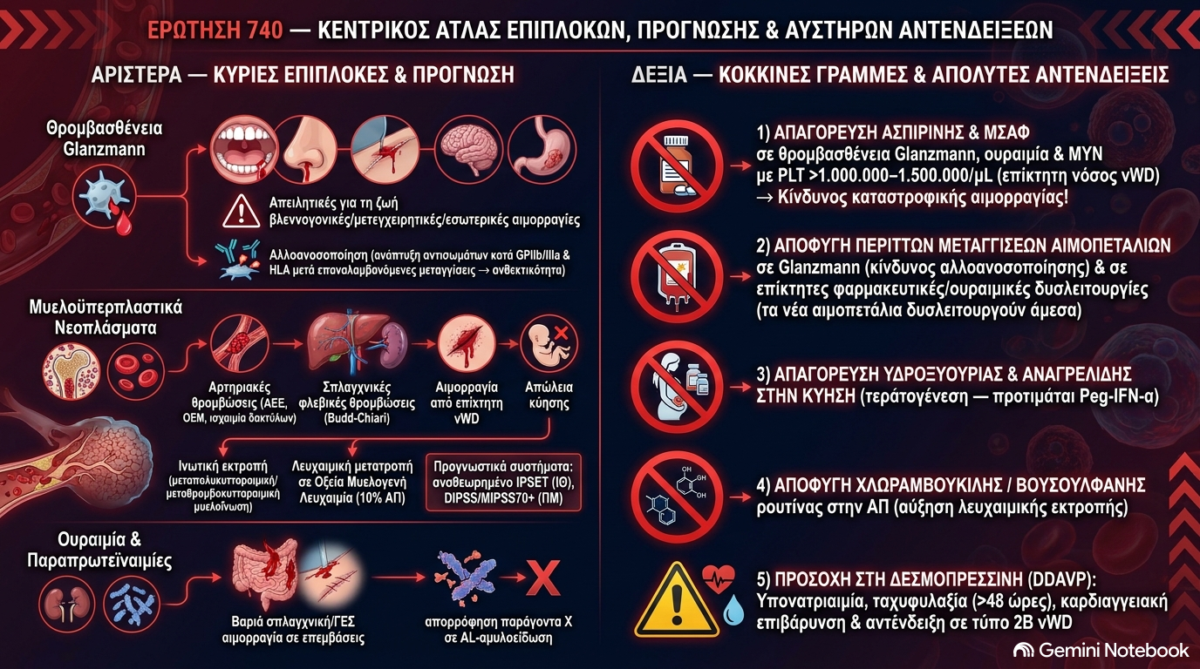 ΕΡΩΤΗΣΗ 740 — ΚΕΝΤΡΙΚΟΣ ΑΤΛΑΣ ΕΠΙΠΛΟΚΩΝ, ΠΡΟΓΝΩΣΗΣ & ΑΥΣΤΗΡΩΝ ΑΝΤΕΝΔΕΙΞΕΩΝ
ΑΡΙΣΤΕΡΑ — ΚΥΡΙΕΣ ΕΠΙΠΛΟΚΕΣ & ΠΡΟΓΝΩΣΗ
Θρομβασθένεια
Glanzmann
Απειλητικές για τη ζωή
βλεννογονικές/μετεγχειρητικές/εσωτερικές αιμορραγίες
Αλλοανοσοποίηση (ανάπτυξη αντισωμάτων κατά GPIIb/IIIa &
HLA μετά επαναλαμβονόμενες μεταγγίσεις → ανθεκτικότητα)
Μυελοϋπερπλαστικά
Νεοπλάσματα
Αρτηριακές
θρομβώσεις (ΑΕΕ,
ΟΕΜ, ισχαιμία δακτύλων)
Σπλαγχνικές
φλεβικές θρομβώσεις
(Budd-Chiari)
Αιμορραγία
από επίκτητη
vWD
Απώλεια
κύησης
Ινωτική εκτροπή
(μεταπολυκυτταραιμική/
μεταθρομβοκυτταραιμική
μυελοΐνωση)
Λευχαιμική μετατροπή
σε Οξεία Μυελογενή
Λευχαιμία (10% ΑΠ)
Προγνωστικά συστήματα:
αναθεωρημένο IPSET (ΙΘ),
DIPSS/MIPSS70+ (ΠΜ)
Ουραιμία &
Παραπρωτεϊναιμίες
Βαριά σπλαχνική/ΓΕΣ
αιμορραγία σε επεμβάσεις
απορρόφηση παράγοντα X
σε AL-αμυλοείδωση
ΔΕΞΙΑ — ΚΟΚΚΙΝΕΣ ΓΡΑΜΜΕΣ & ΑΠΟΛΥΤΕΣ ΑΝΤΕΝΔΕΙΞΕΙΣ
1) ΑΠΑΓΟΡΕΥΣΗ ΑΣΠΙΡΙΝΗΣ & ΜΣΑΦ
σε θρομβασθένεια Glanzmann, ουραιμία & ΜΥΝ
με PLT >1.000.000–1.500.000/μL (επίκτητη νόσος vWD)
→ Κίνδυνος καταστροφικής αιμορραγίας!
2) ΑΠΟΦΥΓΗ ΠΕΡΙΤΤΩΝ ΜΕΤΑΓΓΙΣΕΩΝ ΑΙΜΟΠΕΤΑΛΙΩΝ
σε Glanzmann (κίνδυνος αλλοανοσοποίησης) & σε
επίκτητες φαρμακευτικές/ουραιμικές δυσλειτουργίες
(τα νέα αιμοπετάλια δυσλειτουργούν άμεσα)
3) ΑΠΑΓΟΡΕΥΣΗ ΥΔΡΟΞΥΟΥΡΙΑΣ & ΑΝΑΓΡΕΛΙΔΗΣ
ΣΤΗΝ ΚΥΗΣΗ (τεράτογένεση — προτιμάται Peg-IFN-α)
4) ΑΠΟΦΥΓΗ ΧΛΩΡΑΜΒΟΥΚΙΛΗΣ / ΒΟΥΣΟΥΛΦΑΝΗΣ
ρουτίνας στην ΑΠ (αύξηση λευχαιμικής εκτροπής)
5) ΠΡΟΣΟΧΗ ΣΤΗ ΔΕΣΜΟΠΡΕΣΣΙΝΗ (DDAVP):
Υπονατριαιμία, ταχυφυλαξία (>48 ώρες), καρδιαγγειακή
επιβάρυνση & αντένδειξη σε τύπο 2B vWD
Gemini Notebook